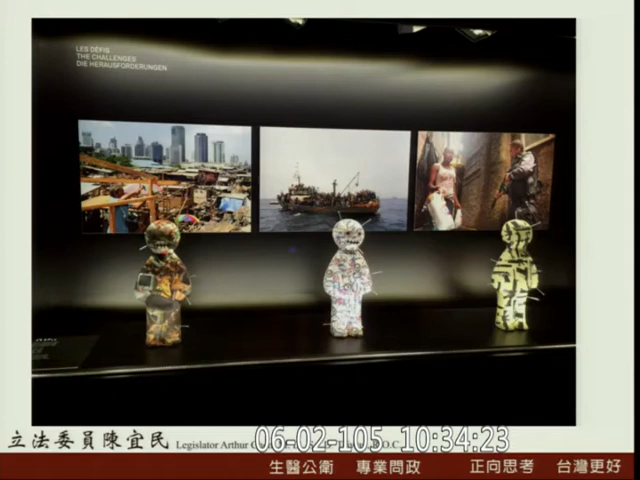 LES DÉFIS
THE CHALLENGES
DIE HERAUSFORDERUNGEN
立法委員陳宜民 Legislator Arthur
06-02-105 10:34:23
生醫公衛 專業問政 正向思考 台灣更好